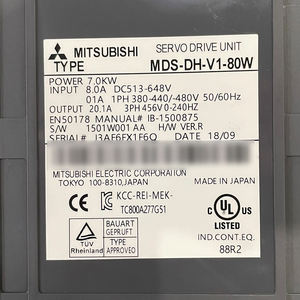 MITSUBISHI SERVO DRIVE UNIT
TYPE MDS-DH-V1-80W
POWER 7.0KW
INPUT 8.0A DC513-648V
01A 1PH 380-440/-480V 50/60Hz
OUTPUT 20.1A 3PH 456V 0-240HZ
EN50178 MANUAL# IB-1500875
S/W 1501W001 AA H/W
DATE 18/09
MITSUBISHI ELECTRIC CORPORATION
TOKYO 100-8310,JAPAN MADE IN JAPAN
KCC-REI-MEK-
TC800A277G51
TÜV
Rheinland
BAUART
GEPRÜFT
TYPE
APPROVED
C UL US
LISTED
IND.CONT.EQ.
88R2